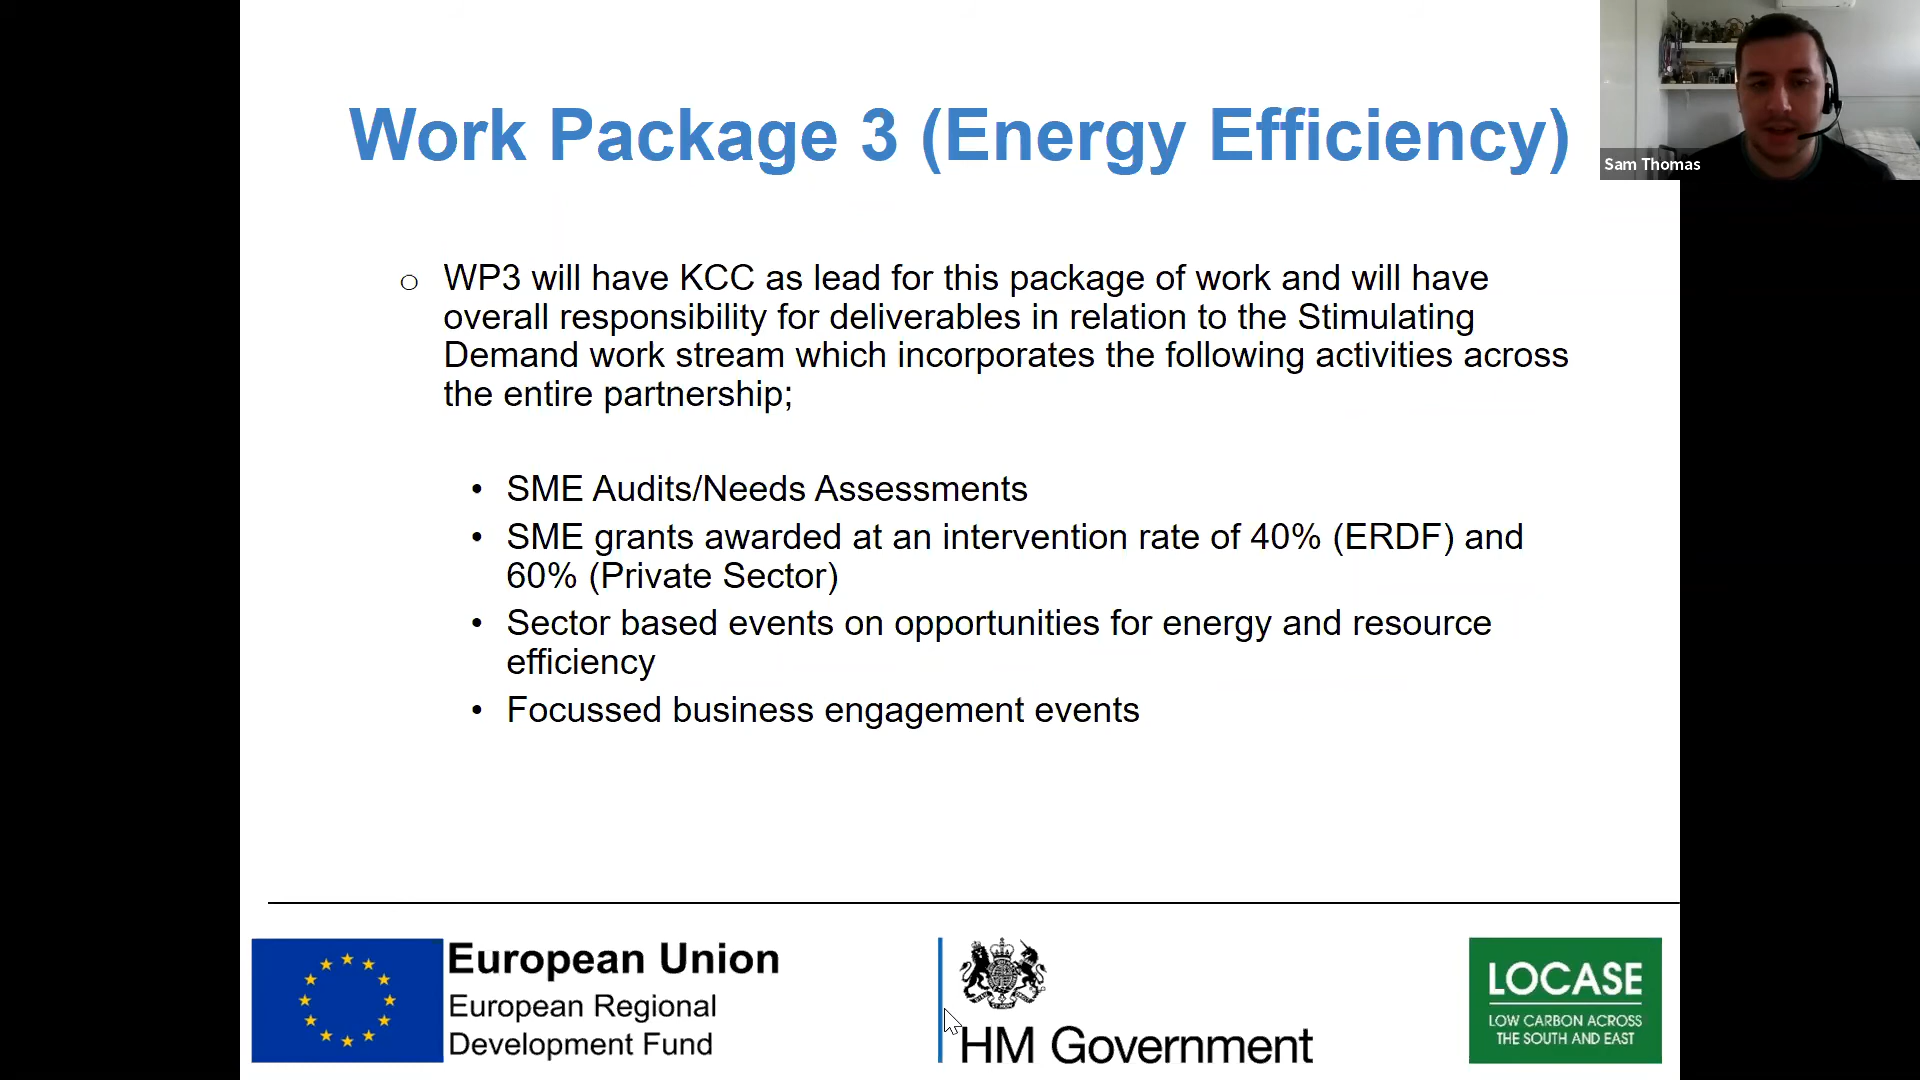 Work Package 3 (Energy Efficiency)
Sam Thomas
WP3 will have KCC as lead for this package of work and will have
overall responsibility for deliverables in relation to the Stimulating
Demand work stream which incorporates the following activities across
the entire partnership;
• SME Audits/Needs Assessments
• SME grants awarded at an intervention rate of 40% (ERDF) and
60% (Private Sector)
• Sector based events on opportunities for energy and resource
efficiency
• Focussed business engagement events
European Union
European Regional
Development Fund
HM Government
LOCASE
LOW CARBON ACROSS
THE SOUTH AND EAST